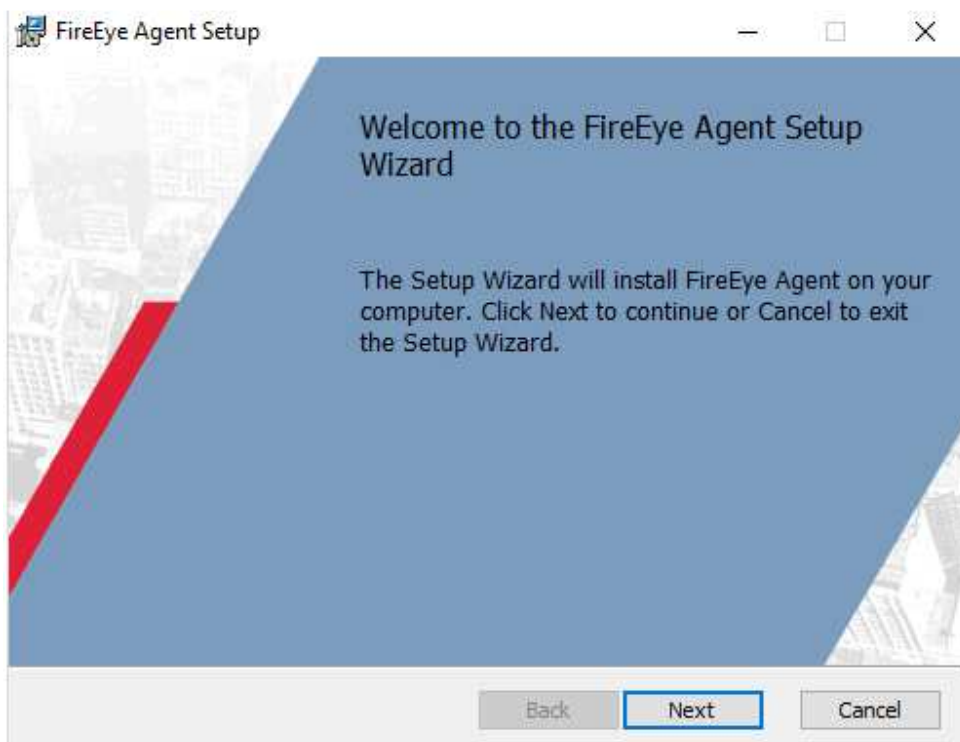 FireEye Agent Setup
Welcome to the FireEye Agent Setup
Wizard
The Setup Wizard will install FireEye Agent on your
computer. Click Next to continue or Cancel to exit
the Setup Wizard.
Back Next Cancel